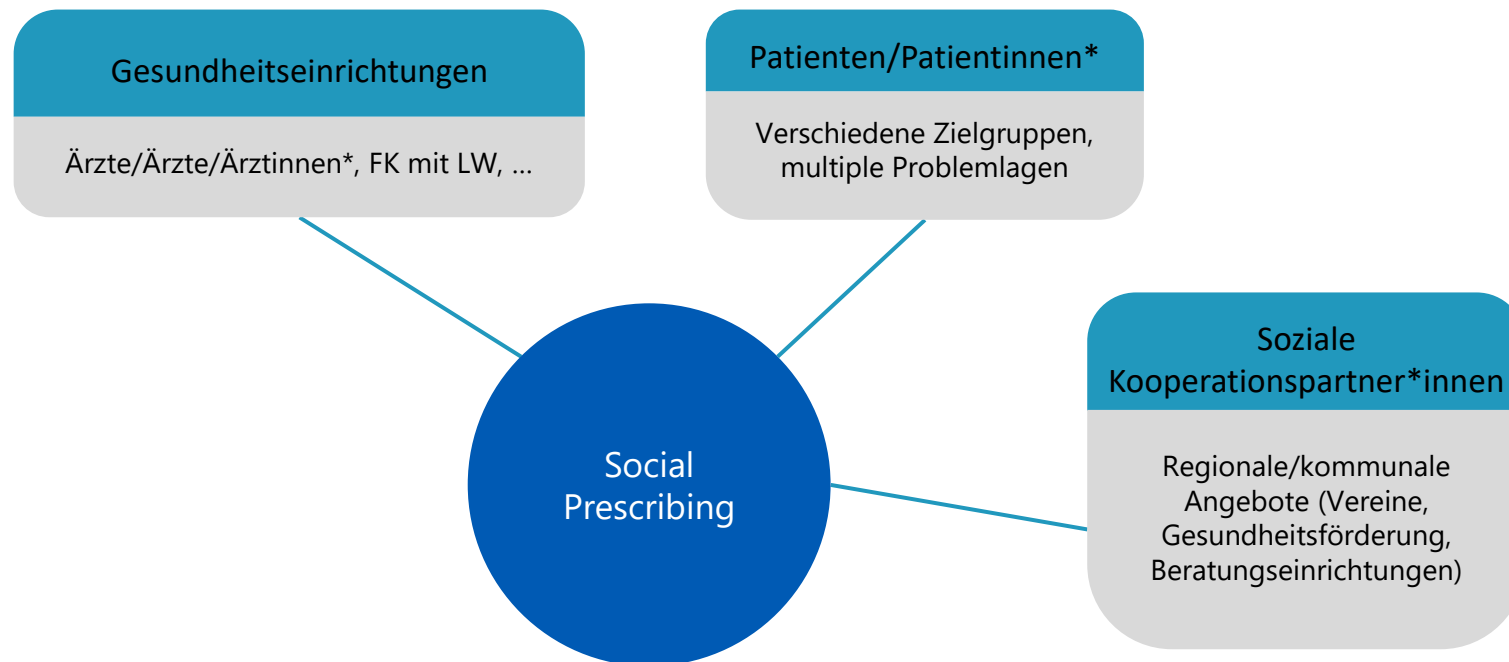 Gesundheitseinrichtungen
Ärzte/Ärzte/Ärztinnen*, FK mit LW, ...
Patienten/Patientinnen*
Verschiedene Zielgruppen,
multiple Problemlagen
Soziale
Kooperationspartner*innen
Regionale/kommunale
Angebote (Vereine,
Gesundheitsförderung,
Beratungseinrichtungen)
Social
Prescribing